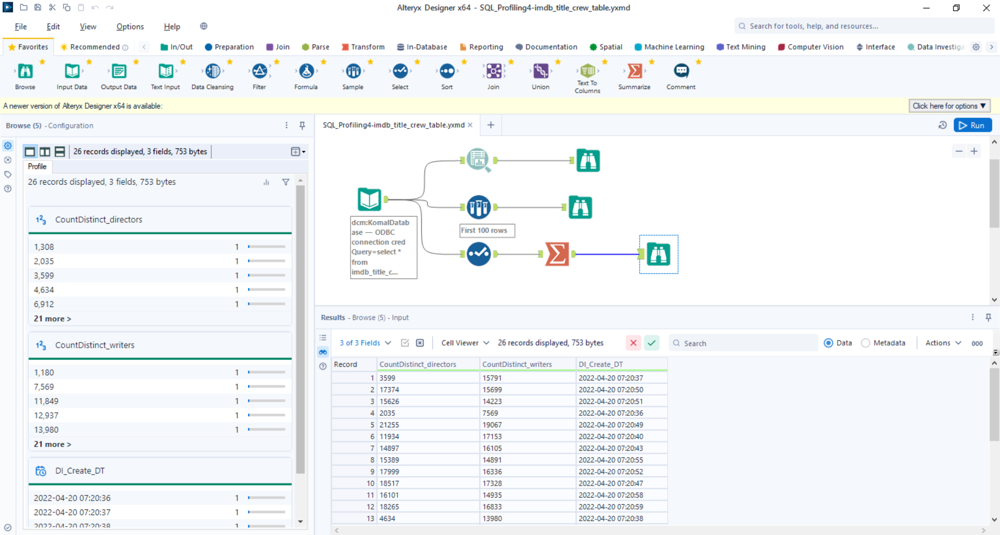 Alteryx Designer x64 - SQL_Profiling4-imdb_title_crew_table.yxmd
File Edit View Options Help
Search for tools, help, and resources...
Favorites Recommended In/Out Preparation Join Parse Transform In-Database Reporting Documentation Spatial Machine Learning Text Mining Computer Vision Interface Data Investiga
Browse Input Data Output Data Text Input Data Cleansing Filter Formula Sample Select Sort Join Union Text To Columns Summarize Comment
A newer version of Alteryx Designer x64 is available:
Click here for options ▼
Browse (5) - Configuration
26 records displayed, 3 fields, 753 bytes
Profile
26 records displayed, 3 fields, 753 bytes
123 CountDistinct_directors
1,308 1
2,035 1
3,599 1
4,634 1
6,912 1
21 more >
123 CountDistinct_writers
1,180 1
7,569 1
11,849 1
12,937 1
13,980 1
21 more >
DI_Create_DT
2022-04-20 07:20:36 1
2022-04-20 07:20:37 1
2022-04-20 07:20:38 1
SQL_Profiling4-imdb_title_crew_table.yxmd
Run
dcm:KomalDatab
ase — ODBC
connection cred
Query=select *
from
imdb_title_c...
First 100 rows
Results - Browse (5) - Input
3 of 3 Fields Cell Viewer 26 records displayed, 753 bytes Search Data Metadata Actions 000
Record CountDistinct_directors CountDistinct_writers DI_Create_DT
1 3599 15791 2022-04-20 07:20:37
2 17374 15699 2022-04-20 07:20:50
3 15626 14223 2022-04-20 07:20:51
4 2035 7569 2022-04-20 07:20:36
5 21255 19067 2022-04-20 07:20:49
6 11934 17153 2022-04-20 07:20:40
7 14897 16105 2022-04-20 07:20:43
8 15389 14891 2022-04-20 07:20:55
9 17999 16336 2022-04-20 07:20:52
10 18517 17328 2022-04-20 07:20:47
11 16101 14935 2022-04-20 07:20:58
12 18265 16833 2022-04-20 07:20:59
13 4634 13980 2022-04-20 07:20:38